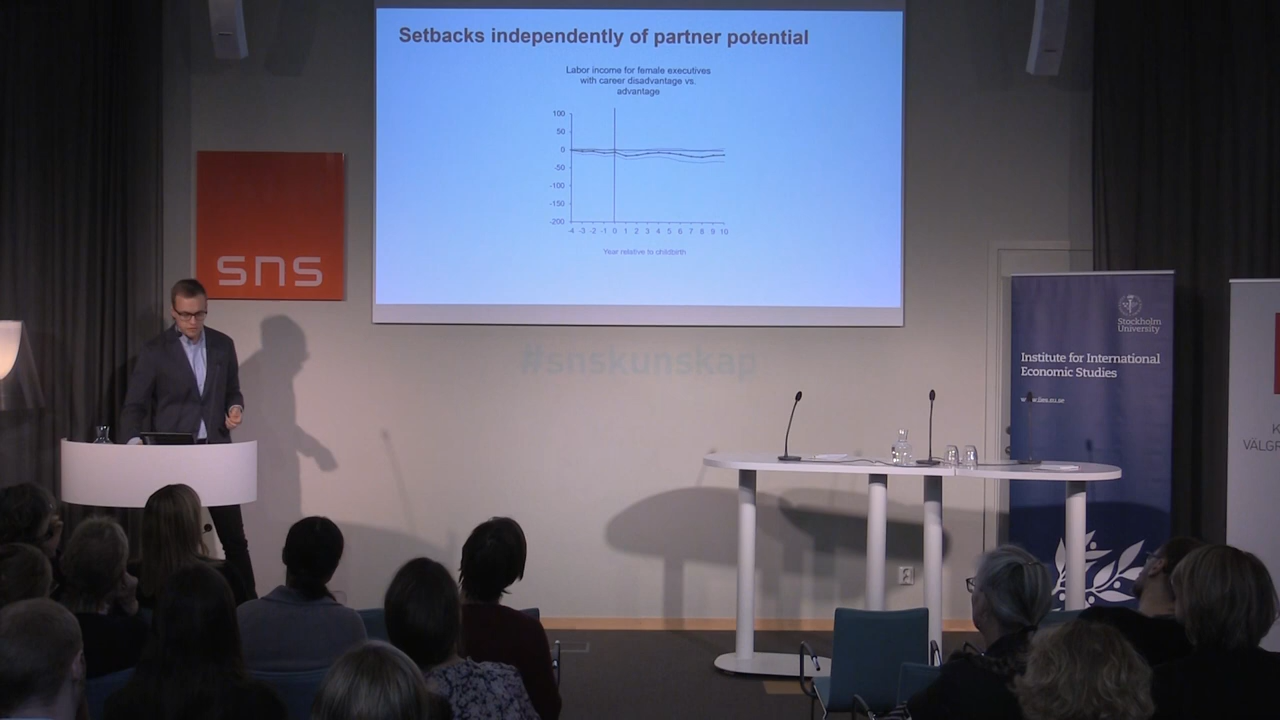 Setbacks independently of partner potential
Labor income for female executives
with career disadvantage vs.
advantage
100
50
0
-50
-100
-150
-200
-4 -3 -2 -1 0 1 2 3 4 5 6 7 8 9 10
Year relative to childbirth
sns
#snskunskap
Stockholm
University
Institute for International
Economic Studies
K
VÄLGR